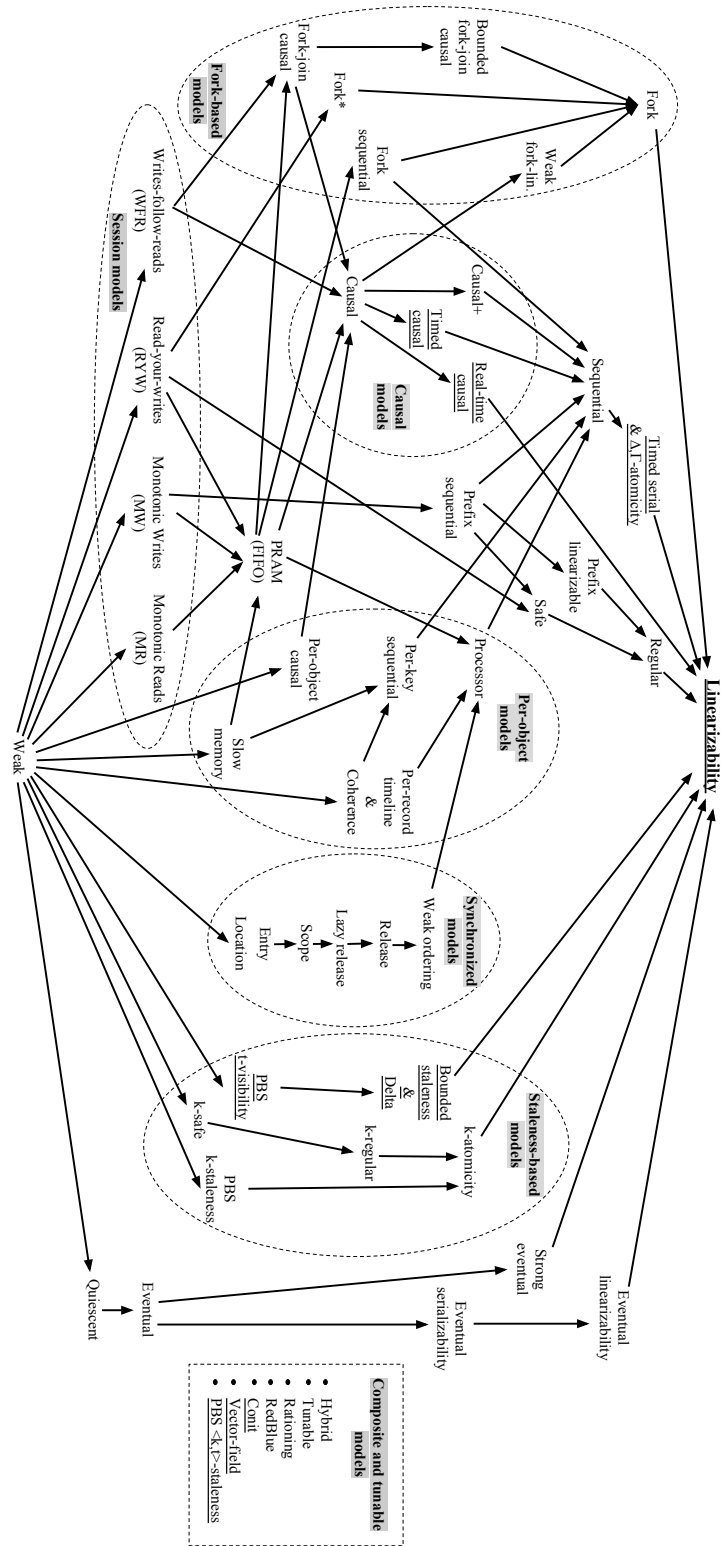 Linearizability
Timed serial
& Δ,Γ-atomicity
Regular
Fork
Prefix
linearizable
Sequential
Safe
Eventual
linearizability
Strong
eventual
Weak
fork-lin.
Bounded
fork-join
causal
Causal+
Real-time
causal
Prefix
sequential
Processor
Per-object
models
Synchronized
models
Weak ordering
Staleness-based
models
k-atomicity
Eventual
serializability
Timed
causal
Causal
models
Per-key
sequential
Per-record
timeline
&
Coherence
Release
Bounded
staleness
&
Delta
k-regular
Fork
sequential
Fork*
Causal
Lazy release
Fork-join
causal
Per-object
causal
Scope
PRAM
(FIFO)
Entry
Location
Slow
memory
PBS
t-visibility
k-safe
PBS
k-staleness
Fork-based
models
Writes-follow-reads
(WFR)
Read-your-writes
(RYW)
Monotonic Writes
(MW)
Monotonic Reads
(MR)
Session models
Eventual
Quiescent
Weak
Composite and tunable
models
• Hybrid
• Tunable
• Rationing
• RedBlue
• Conit
• Vector-field
• PBS <k,t>-staleness